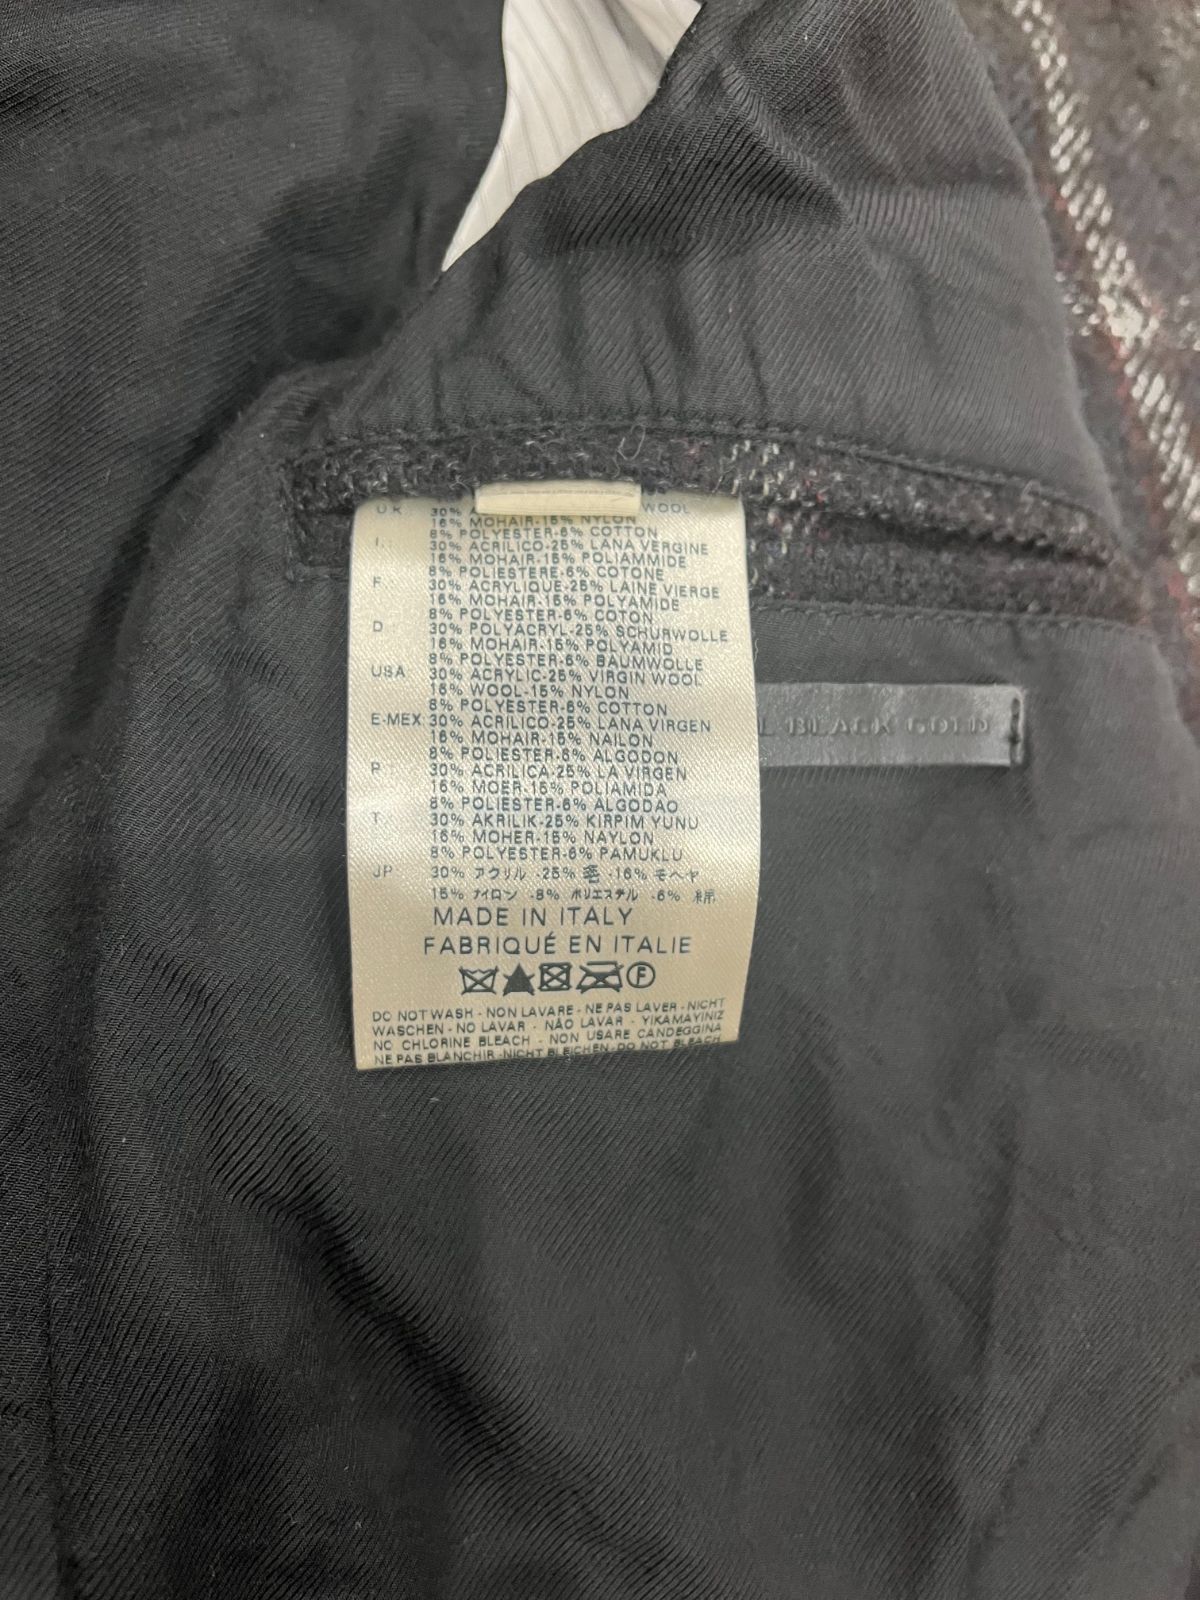 U.K. 30% A WOOL
16% MOHAIR-15% NYLON
8% POLYESTER-6% COTTON
I. 30% ACRILICO-25% LANA VERGINE
16% MOHAIR-15% POLIAMMIDE
8% POLIESTERE-6% COTONE
F. 30% ACRYLIQUE-25% LAINE VIERGE
16% MOHAIR-15% POLYAMIDE
8% POLYESTER-6% COTON
D. 30% POLYACRYL-25% SCHURWOLLE
16% MOHAIR-15% POLYAMID
8% POLYESTER-6% BAUMWOLLE
USA 30% ACRYLIC-25% VIRGIN WOOL
16% WOOL-15% NYLON
8% POLYESTER-6% COTTON
E-MEX 30% ACRILICO-25% LANA VIRGEN
16% MOHAIR-15% NAILON
8% POLIESTER-6% ALGODON
P. 30% ACRILICA-25% LA VIRGEN
16% MOER-15% POLIAMIDA
8% POLIESTER-6% ALGODAO
T. 30% AKRILIK-25% KIRPIM YUNU
16% MOHER-15% NAYLON
8% POLYESTER-6% PAMUKLU
JP 30% アクリル -25% 毛 -16% モヘヤ
15% ナイロン -8% ポリエステル -6% 綿
MADE IN ITALY
FABRIQUÉ EN ITALIE
F
DO NOT WASH - NON LAVARE - NE PAS LAVER - NICHT
WASCHEN - NO LAVAR - NÃO LAVAR - YIKAMAYINIZ
NO CHLORINE BLEACH - NON USARE CANDEGGINA
NE PAS BLANCHIR -NICHT BLEICHEN- DO NOT BLEACH
L BLACK GOLD